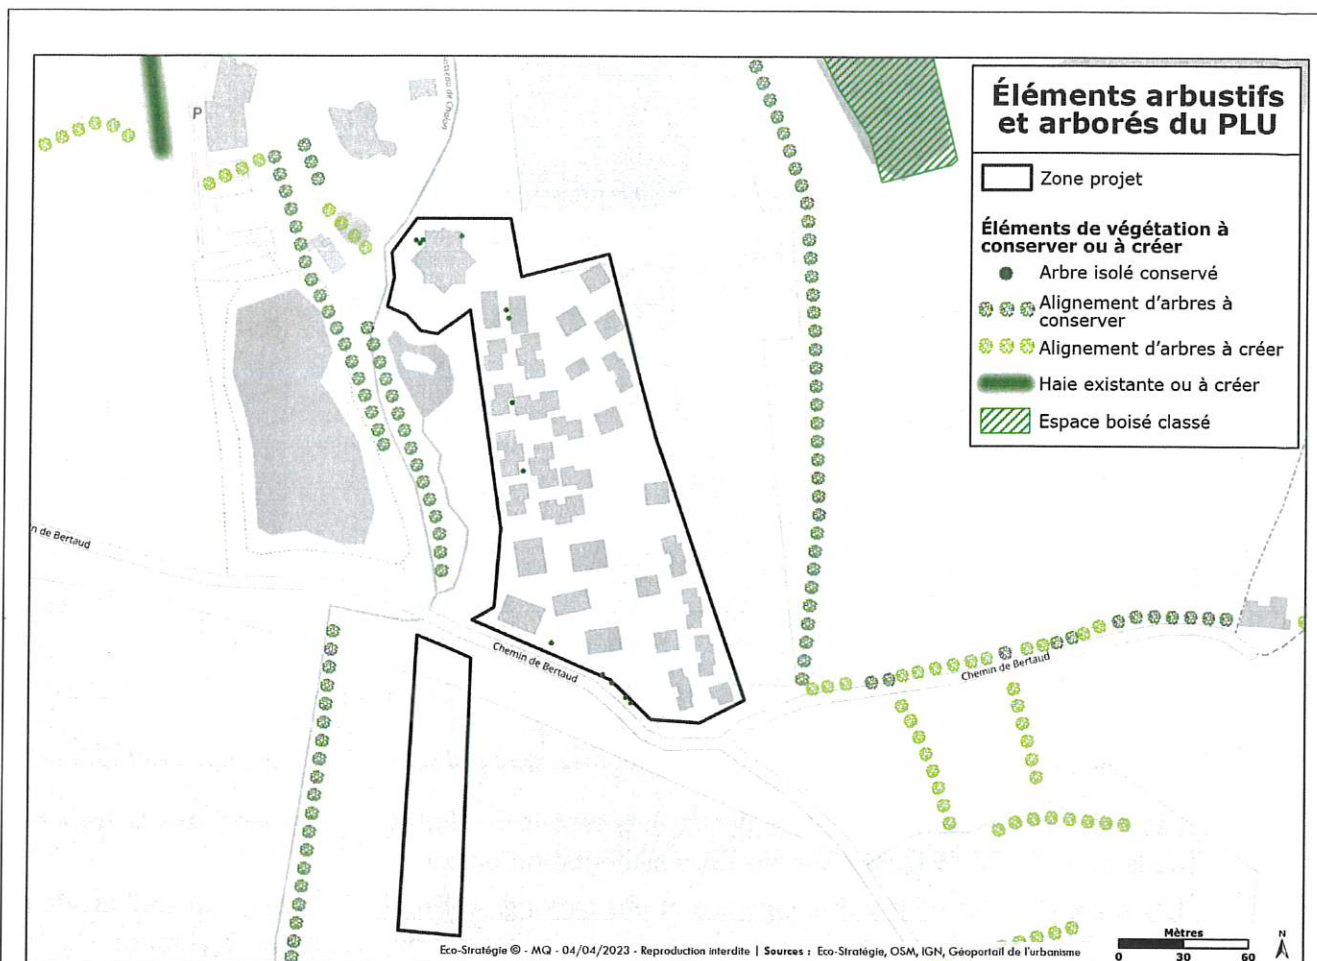 Éléments arbustifs
et arborés du PLU
Zone projet
Éléments de végétation à
conserver ou à créer
Arbre isolé conservé
Alignement d'arbres à
conserver
Alignement d'arbres à créer
Haie existante ou à créer
Espace boisé classé
P
n de Bertaud
Chemin de Bertaud
Chemin de Bertaud
Eco-Stratégie © - MQ - 04/04/2023 - Reproduction interdite | Sources : Eco-Stratégie, OSM, IGN, Géoportail de l'urbanisme
Mètres
0 30 60
N